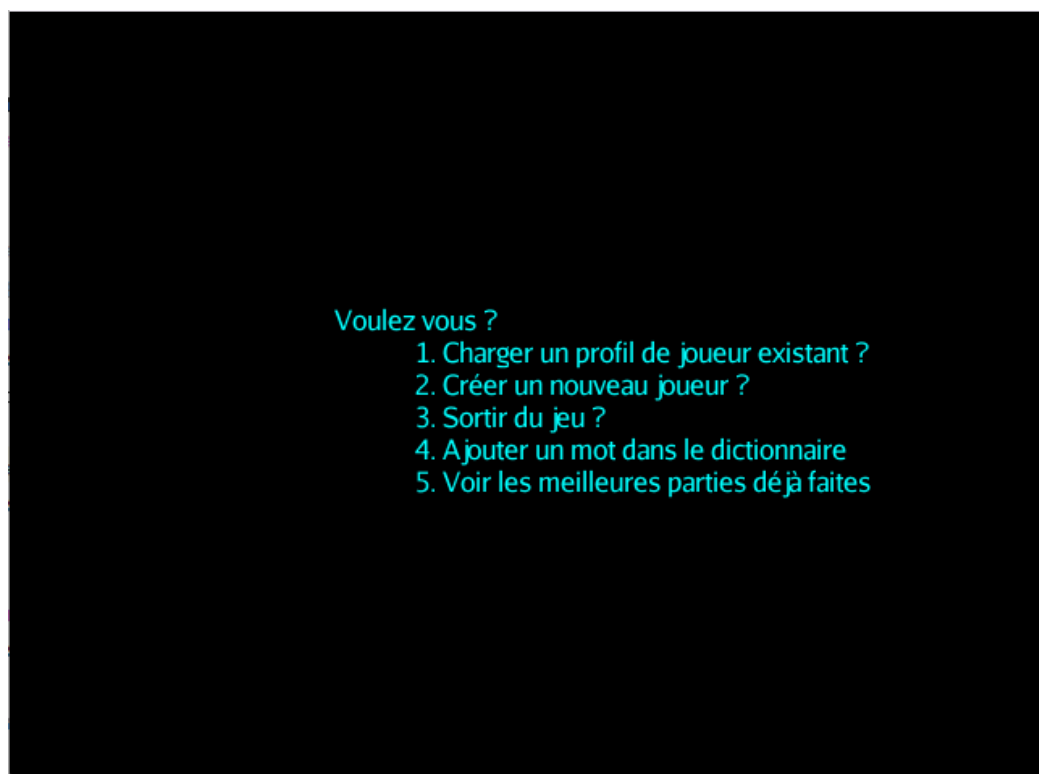 Voulez vous ?
1. Charger un profil de joueur existant ?
2. Créer un nouveau joueur ?
3. Sortir du jeu ?
4. Ajouter un mot dans le dictionnaire
5. Voir les meilleures parties déjà faites